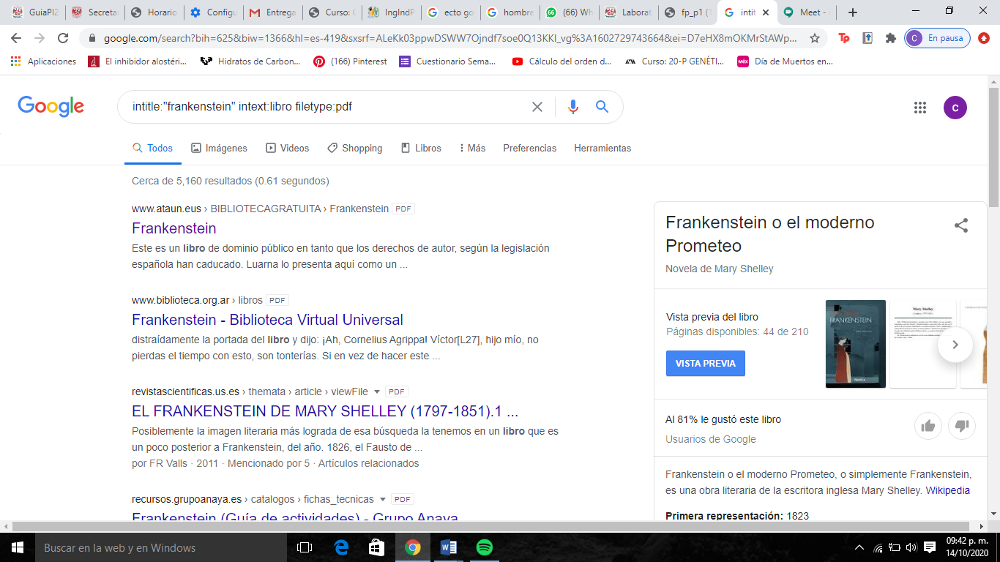 GuiaPI2
Secreta
Horario
Config
Entrega
Curso: C
IngIndP
ecto go
hombre
(66) Wh
Laborat
fp_p1 (1
intit
Meet -
google.com/search?bih=625&biw=1366&hl=es-419&sxsrf=ALeKk03ppwDSWW7Ojndf7soe0Q13KKl_vg%3A1602729743664&ei=D7eHX8mOKMrStAWp...
C
En pausa
Aplicaciones
El inhibidor alostéri...
Hidratos de Carbon...
(166) Pinterest
Cuestionario Sema...
Cálculo del orden d...
Curso: 20-P GENÉTI...
Día de Muertos en...
Google
intitle:"frankenstein" intext:libro filetype:pdf
C
Todos
Imágenes
Videos
Shopping
Libros
Más
Preferencias
Herramientas
Cerca de 5,160 resultados (0.61 segundos)
www.ataun.eus › BIBLIOTECAGRATUITA › Frankenstein PDF
Frankenstein
Este es un libro de dominio público en tanto que los derechos de autor, según la legislación
española han caducado. Luarna lo presenta aquí como un ...
www.biblioteca.org.ar › libros PDF
Frankenstein - Biblioteca Virtual Universal
distraídamente la portada del libro y dijo: ¡Ah, Cornelius Agrippa! Víctor[L27], hijo mío, no
pierdas el tiempo con esto, son tonterías. Si en vez de hacer este ...
revistascientificas.us.es › themata › article › viewFile PDF
EL FRANKENSTEIN DE MARY SHELLEY (1797-1851).1 ...
Posiblemente la imagen literaria más lograda de esa búsqueda la tenemos en un libro que es
un poco posterior a Frankenstein, del año. 1826, el Fausto de ...
por FR Valls · 2011 · Mencionado por 5 · Artículos relacionados
recursos.grupoanaya.es › catalogos › fichas_tecnicas PDF
Frankenstein (Guía de actividades) - Grupo Anaya
Frankenstein o el moderno
Prometeo
Novela de Mary Shelley
Vista previa del libro
Páginas disponibles: 44 de 210
VISTA PREVIA
FRANKENSTEIN
Mary Shelley
Al 81% le gustó este libro
Usuarios de Google
Frankenstein o el moderno Prometeo, o simplemente Frankenstein,
es una obra literaria de la escritora inglesa Mary Shelley. Wikipedia
Primera representación: 1823
Buscar en la web y en Windows
09:42 p. m.
14/10/2020